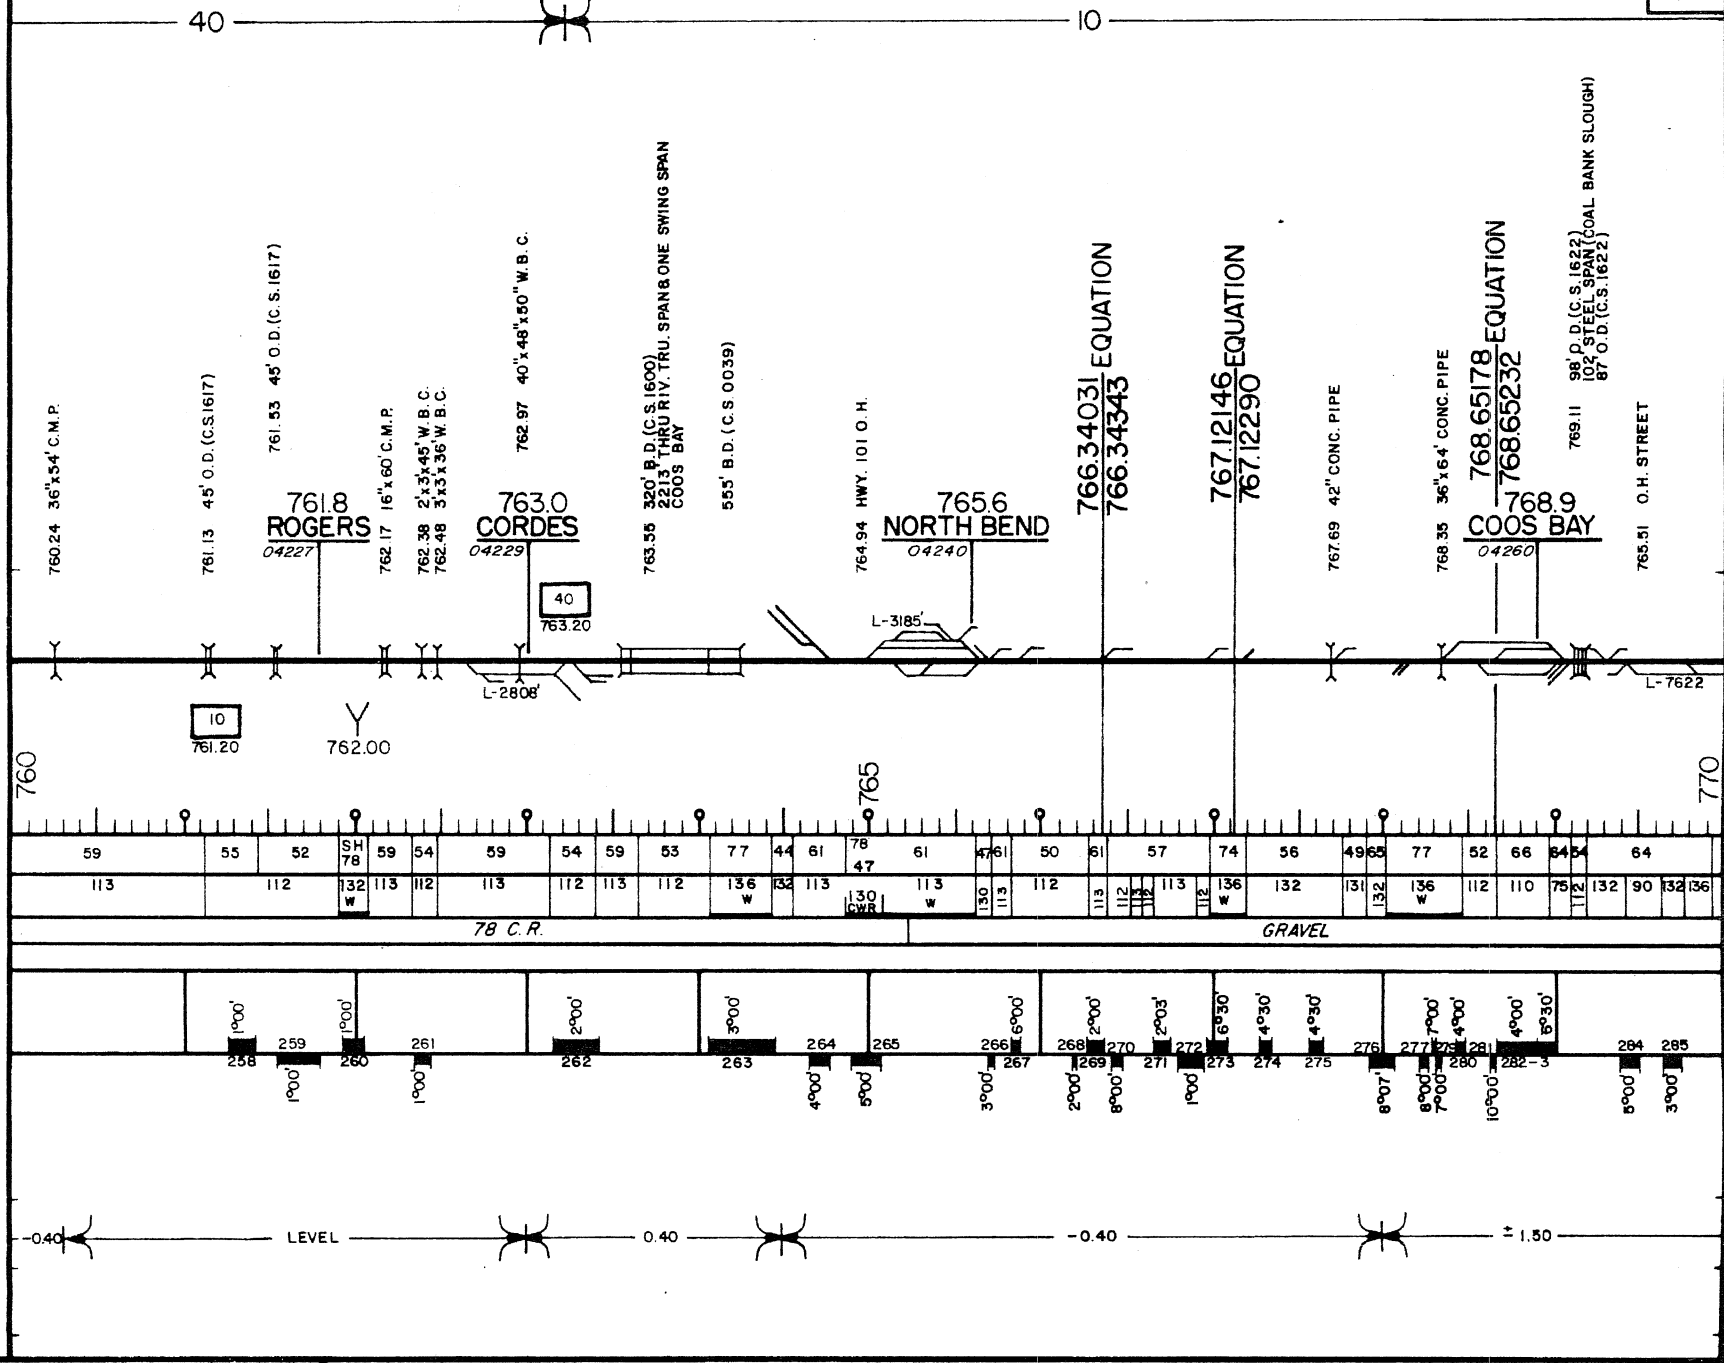 40
10
760.24 36"x54' C.M.P.
761.13 45' O.D.(C.S.1617)
761.53 45' O.D.(C.S.1617)
762.17 16"x60' C.M.P.
762.38 2'x3'x45' W.B.C.
762.48 3'x3'x36' W.B.C.
762.97 40"x48"x50" W.B.C.
763.55 320' B.D.(C.S.1600)
2213' THRU RIV. TRU. SPAN & ONE SWING SPAN
COOS BAY
555' B.D.(C.S.0039)
764.94 HWY. 101 O.H.
766.34031 EQUATION
766.34343
767.12146 EQUATION
767.12290
767.69 42" CONC. PIPE
768.35 36"x64' CONC. PIPE
768.65178 EQUATION
768.65232
769.11 98' O.D.(C.S.1622)
102' STEEL SPAN (COAL BANK SLOUGH)
87' O.D.(C.S.1622)
765.51 O.H. STREET
761.8
ROGERS
04227
763.0
CORDES
04229
765.6
NORTH BEND
04240
768.9
COOS BAY
04260
40
763.20
L-3185'
L-2808'
L-7622
10
761.20
762.00
760
765
770
59 55 52 SH 78 59 54 59 54 59 53 77 44 61 78' 47 61 47 61 50 61 57 74 56 49 65 77 52 66 64 54 64
113 112 132 W 113 112 113 112 113 112 136 W 132 113 130 CWR 113 W 130 113 112 113 112 113 112 113 112 136 W 132 131 132 136 W 112 110 75 112 132 90 132 136
78 C.R. GRAVEL
1°00' 1°00' 2°00' 3°00' 6°00' 2°00' 2°03' 6°30' 4°30' 4°30' 7°00' 4°00' 4°00' 6°30'
259 261 264 265 266 268 270 272 276 277 279 281 284 285
258 260 262 263 267 269 271 273 274 275 280 282-3
1°00' 1°00' 4°00' 5°00' 3°00' 2°00' 8°00' 1°00' 8°07' 8°00' 7°00' 10°00' 5°00' 3°00'
-0.40 LEVEL 0.40 -0.40 ± 1.50